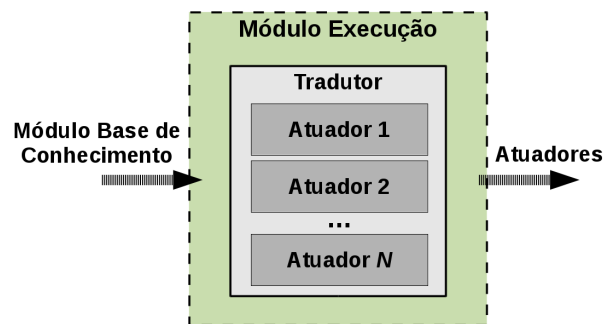 Módulo Execução
Tradutor
Módulo Base de
Conhecimento
Atuador 1
Atuador 2
...
Atuador N
Atuadores